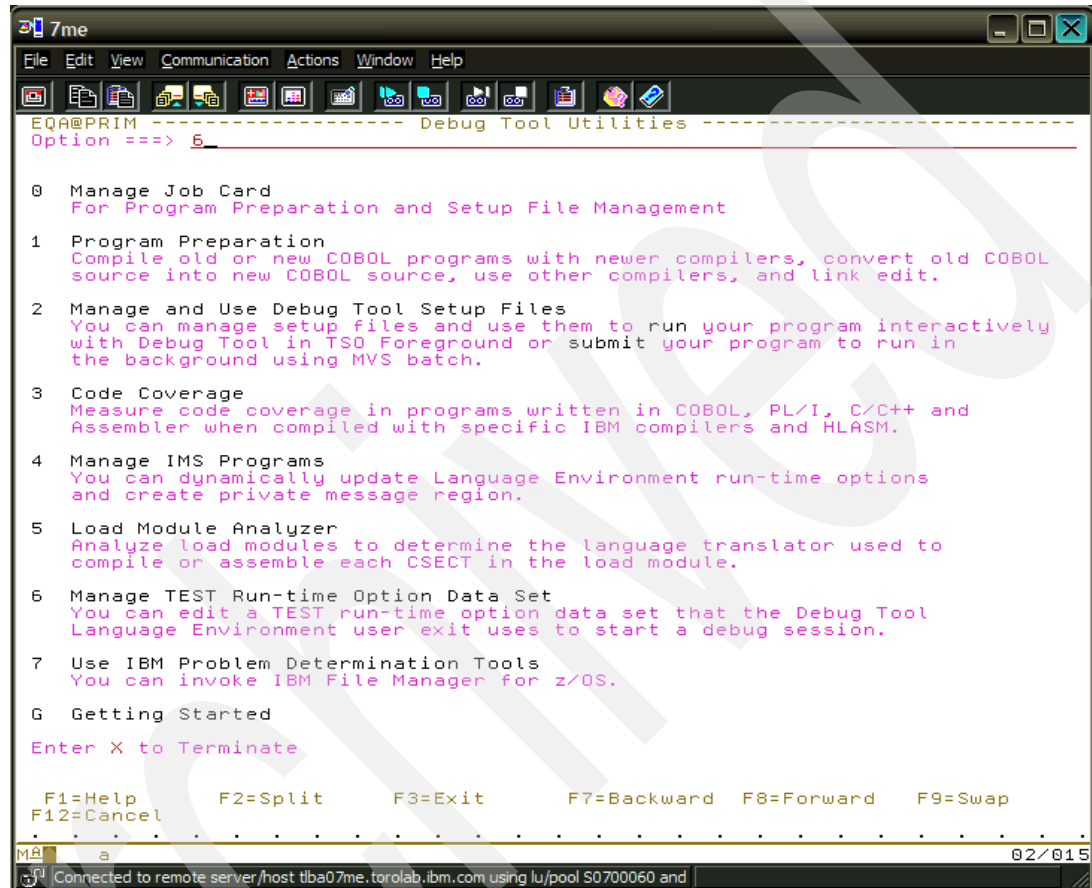 7me
File Edit View Communication Actions Window Help
EQA@PRIM ------------------- Debug Tool Utilities ----------------------------
Option ===> 6_
0 Manage Job Card
For Program Preparation and Setup File Management
1 Program Preparation
Compile old or new COBOL programs with newer compilers, convert old COBOL
source into new COBOL source, use other compilers, and link edit.
2 Manage and Use Debug Tool Setup Files
You can manage setup files and use them to run your program interactively
with Debug Tool in TSO Foreground or submit your program to run in
the background using MVS batch.
3 Code Coverage
Measure code coverage in programs written in COBOL, PL/I, C/C++ and
Assembler when compiled with specific IBM compilers and HLASM.
4 Manage IMS Programs
You can dynamically update Language Environment run-time options
and create private message region.
5 Load Module Analyzer
Analyze load modules to determine the language translator used to
compile or assemble each CSECT in the load module.
6 Manage TEST Run-time Option Data Set
You can edit a TEST run-time option data set that the Debug Tool
Language Environment user exit uses to start a debug session.
7 Use IBM Problem Determination Tools
You can invoke IBM File Manager for z/OS.
G Getting Started
Enter X to Terminate
F1=Help F2=Split F3=Exit F7=Backward F8=Forward F9=Swap
F12=Cancel
MA a 02/015
Connected to remote server/host tlba07me.torolab.ibm.com using lu/pool S0700060 and